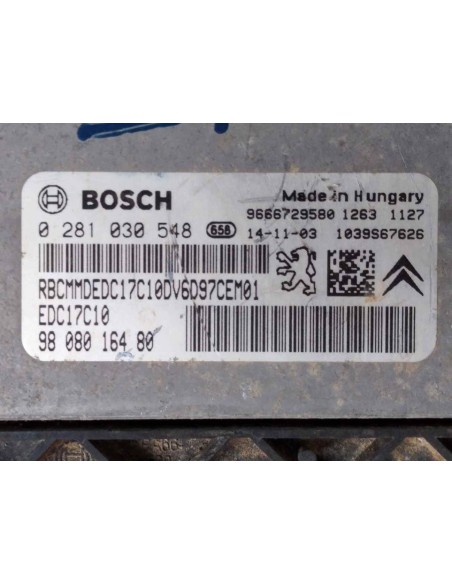 BOSCH
Made in Hungary
9666729580 1263 1127
0 281 030 548 658 14-11-03 1039S67626
RBCMMDEDC17C10DV6D97CEM01
EDC17C10
98 080 164 80